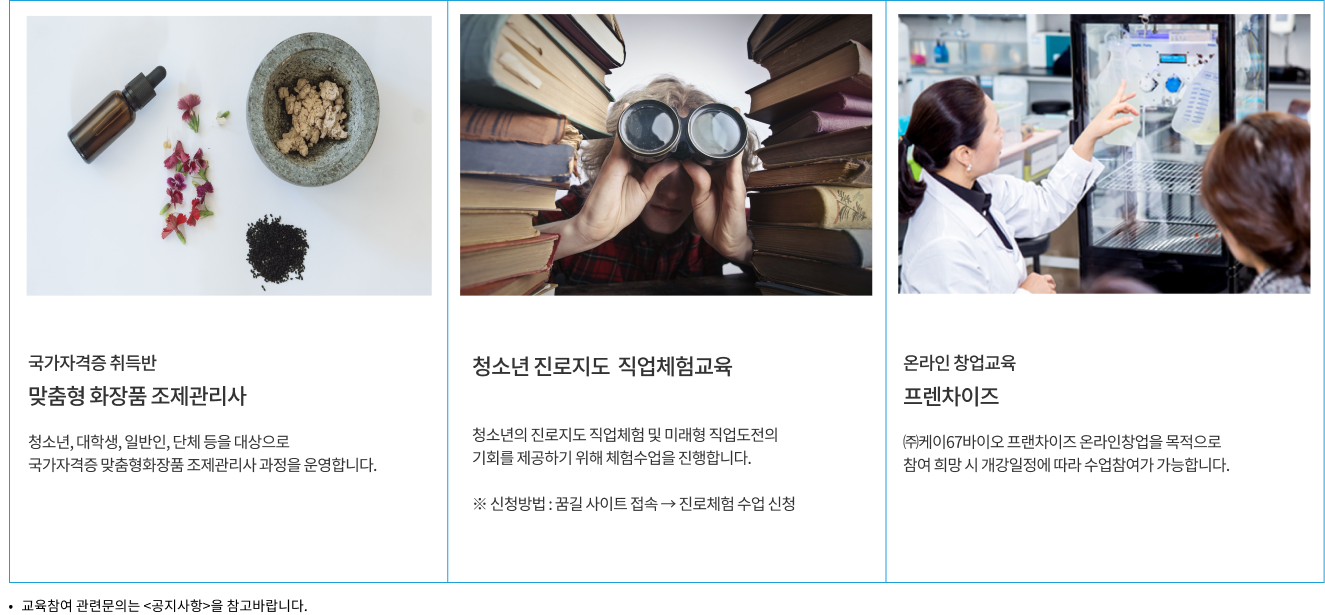 국가자격증 취득반
맞춤형 화장품 조제관리사
청소년, 대학생, 일반인, 단체 등을 대상으로
국가자격증 맞춤형화장품 조제관리사 과정을 운영합니다.
청소년 진로지도 직업체험교육
청소년의 진로지도 직업체험 및 미래형 직업도전의
기회를 제공하기 위해 체험수업을 진행합니다.
※ 신청방법 : 꿈길 사이트 접속 → 진로체험 수업 신청
온라인 창업교육
프렌차이즈
㈜케이67바이오 프랜차이즈 온라인창업을 목적으로
참여 희망 시 개강일정에 따라 수업참여가 가능합니다.
• 교육참여 관련문의는 <공지사항>을 참고바랍니다.